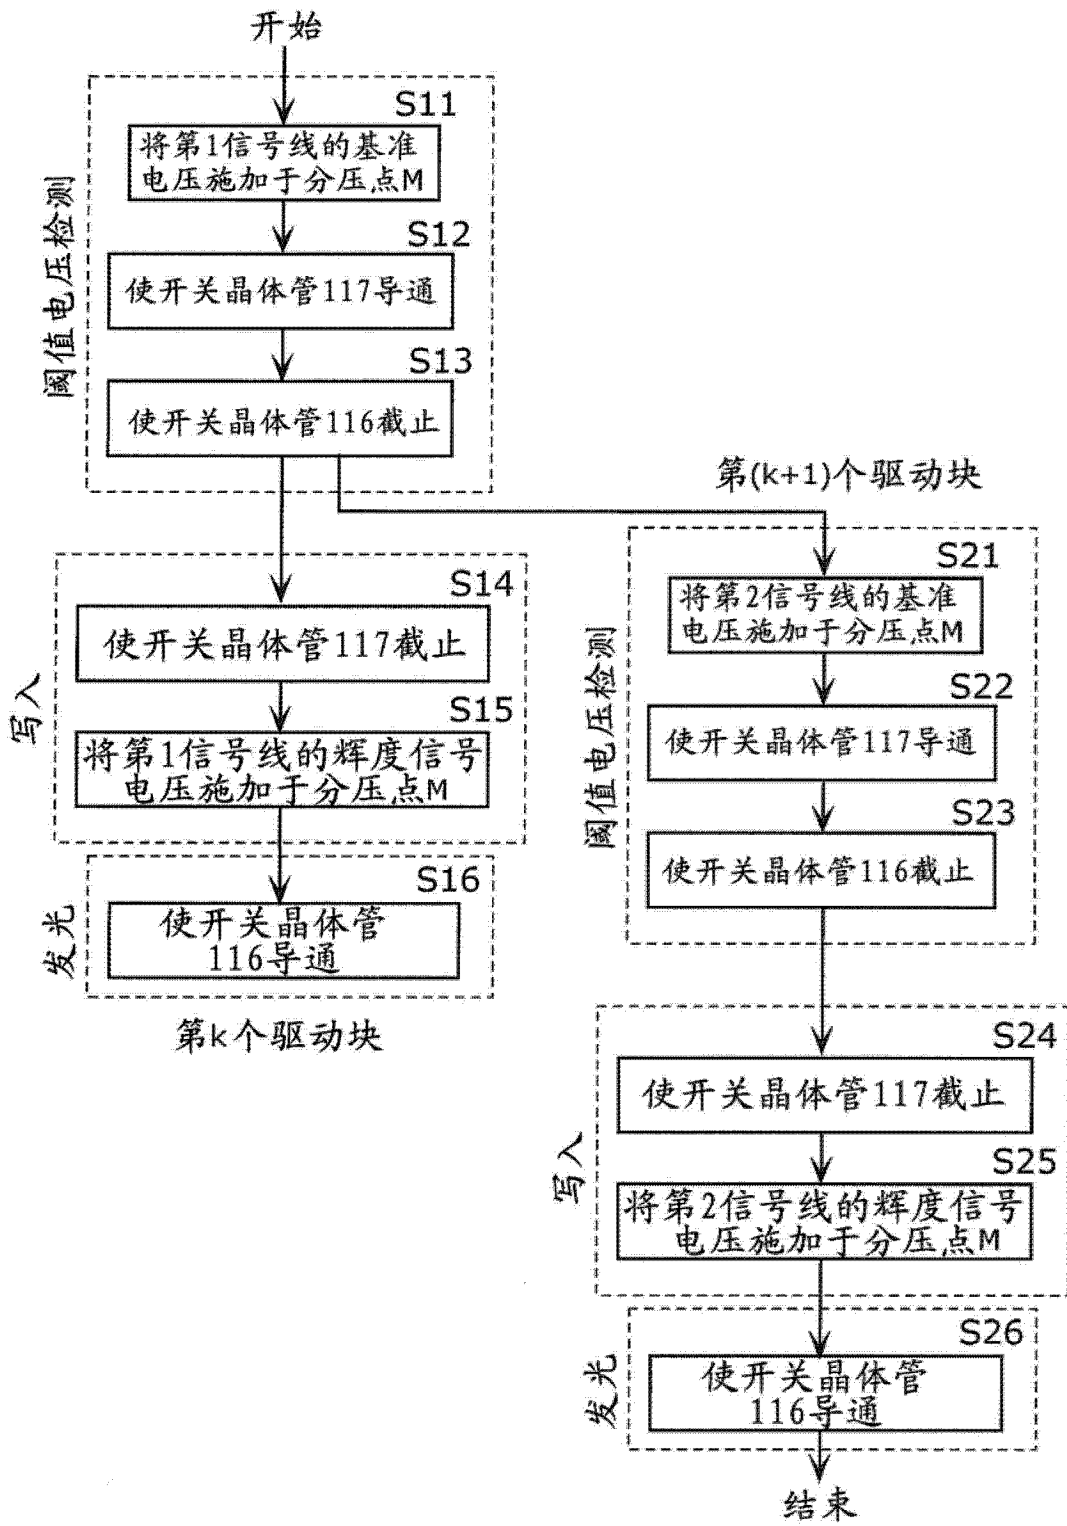 开始
阈值电压检测
S11
将第1信号线的基准
电压施加于分压点M
S12
使开关晶体管117导通
S13
使开关晶体管116截止
写入
S14
使开关晶体管117截止
S15
将第1信号线的辉度信号
电压施加于分压点M
发光
S16
使开关晶体管
116导通
第k个驱动块
第(k+1)个驱动块
阈值电压检测
S21
将第2信号线的基准
电压施加于分压点M
S22
使开关晶体管117导通
S23
使开关晶体管116截止
写入
S24
使开关晶体管117截止
S25
将第2信号线的辉度信号
电压施加于分压点M
发光
S26
使开关晶体管
116导通
结束